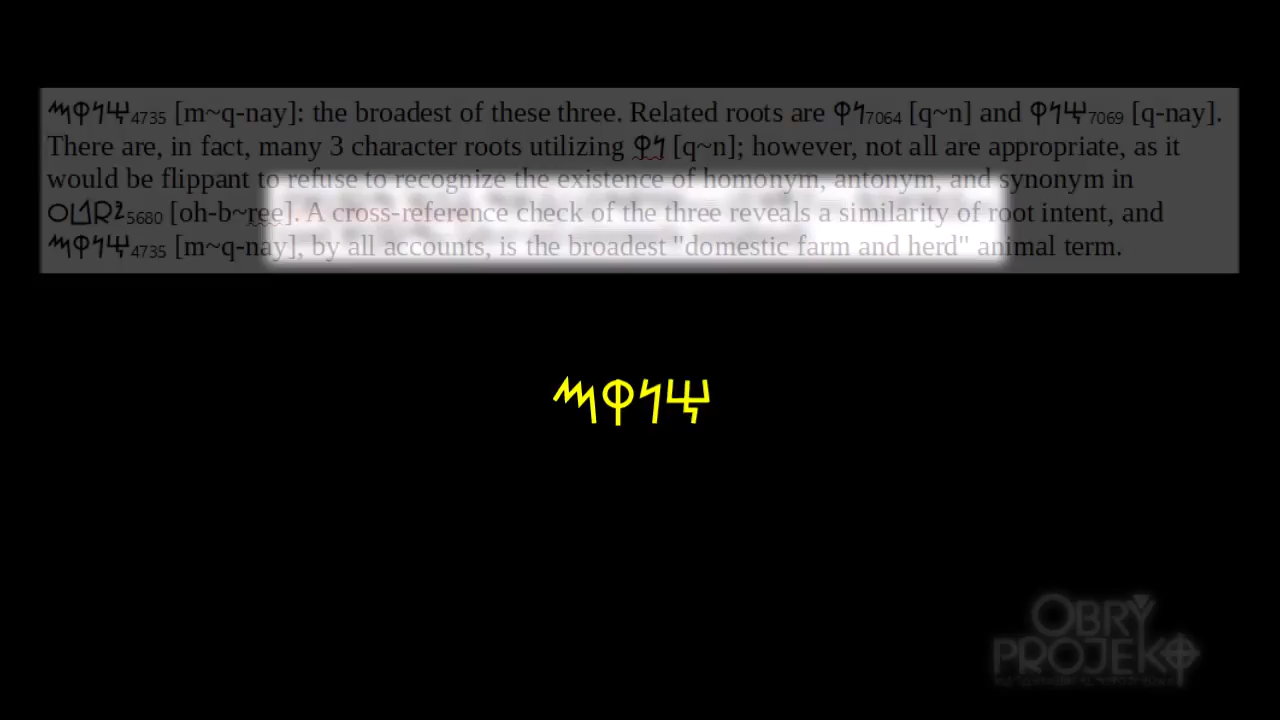 𐤌𐤒𐤍𐤄4735 [m~q-nay]: the broadest of these three. Related roots are 𐤒𐤍7064 [q~n] and 𐤒𐤍𐤄7069 [q-nay].
There are, in fact, many 3 character roots utilizing 𐤒𐤍 [q~n]; however, not all are appropriate, as it
would be flippant to refuse to recognize the existence of homonym, antonym, and synonym in
𐤏𐤁𐤓𐤉5680 [oh-b~ree]. A cross-reference check of the three reveals a similarity of root intent, and
𐤌𐤒𐤍𐤄4735 [m~q-nay], by all accounts, is the broadest "domestic farm and herd" animal term.
𐤌𐤒𐤍𐤄
OBRY
PROJEKT